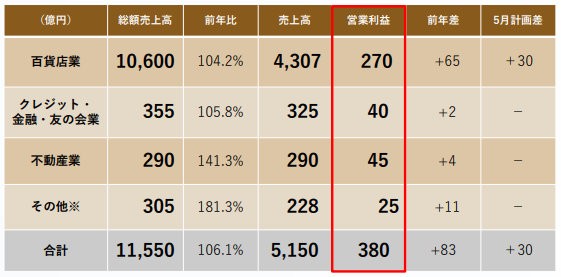 （億円） 総額売上高 前年比 売上高 営業利益 前年差 5月計画差
百貨店業 10,600 104.2% 4,307 270 +65 ＋30
クレジット・
金融・友の会業 355 105.8% 325 40 +2 －
不動産業 290 141.3% 290 45 +4 －
その他※ 305 181.3% 228 25 +11 －
合計 11,550 106.1% 5,150 380 +83 ＋30